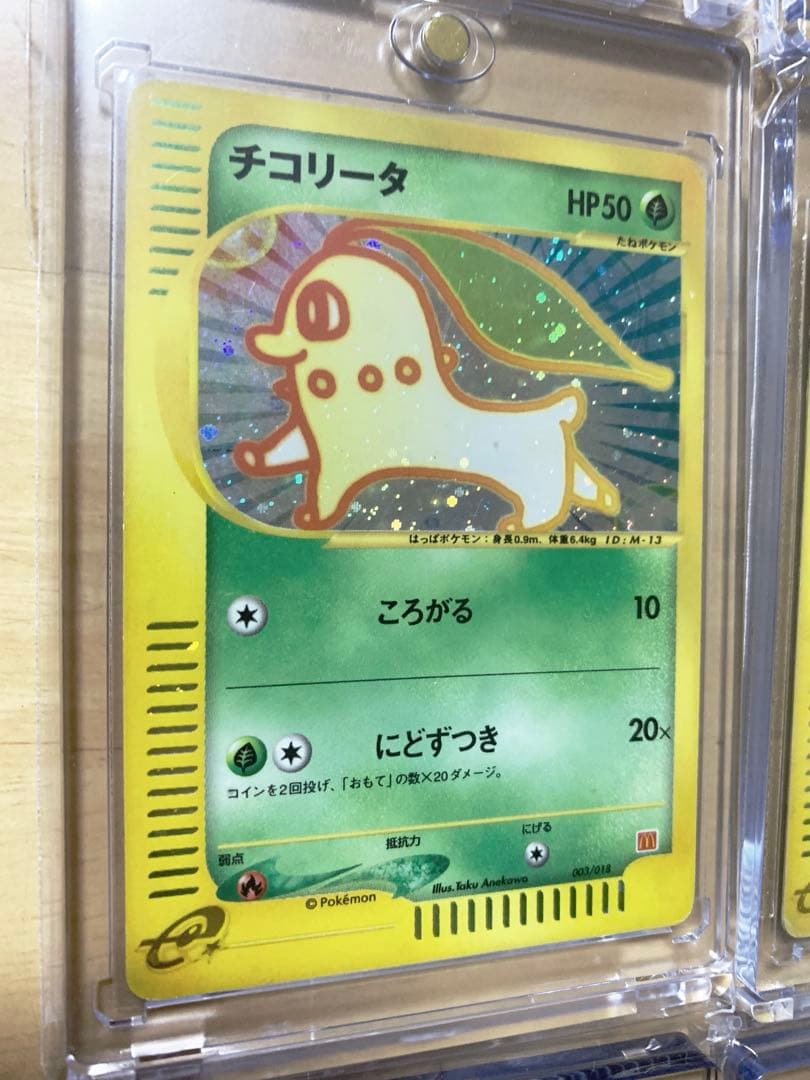 チコリータ
HP50
たねポケモン
はっぱポケモン：身長0.9m、体重6.4kg ID:M-13
ころがる 10
にどずつき 20×
コインを2回投げ、「おもて」の数×20ダメージ。
弱点 抵抗力 にげる
©Pokémon Illus.Taku Anekawa 003/018
e